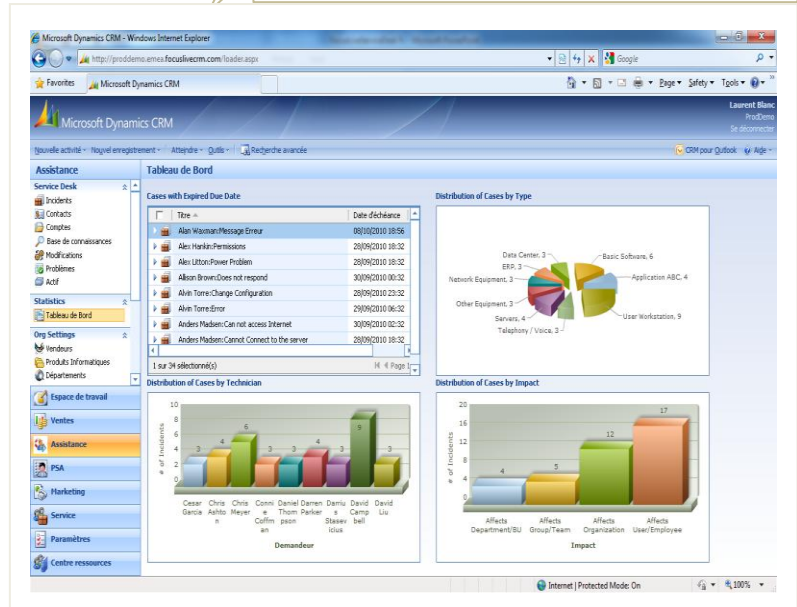 Microsoft Dynamics CRM - Windows Internet Explorer
http://proddemo.emea.focuslivecrm.com/loader.aspx
Google
Favorites
Microsoft Dynamics CRM
Page
Safety
Tools
Microsoft Dynamics CRM
Laurent Blanc
ProdDemo
Se déconnecter
Nouvelle activité
Nouvel enregistrement
Atteindre
Outils
Recherche avancée
CRM pour Outlook
Aide
Assistance
Tableau de Bord
Service Desk
Incidents
Contacts
Comptes
Base de connaissances
Modifications
Problèmes
Actif
Statistics
Tableau de Bord
Org Settings
Vendeurs
Produits Informatiques
Départements
Espace de travail
Ventes
Assistance
PSA
Marketing
Service
Paramètres
Centre ressources
Cases with Expired Due Date
Titre
Date d'échéance
Alan Waxman:Message Erreur 08/10/2010 18:56
Alex Hankin:Permissions 28/09/2010 18:32
Alex Litton:Power Problem 28/09/2010 18:32
Allison Brown:Does not respond 30/09/2010 00:32
Alvin Torre:Change Configuration 28/09/2010 23:32
Alvin Torre:Error 29/09/2010 06:32
Anders Madsen:Can not access Internet 30/09/2010 02:32
Anders Madsen:Cannot Connect to the server 28/09/2010 18:32
1 sur 34 sélectionné(s)
Page 1
Distribution of Cases by Type
Data Center, 3
Basic Software, 6
ERP, 3
Application ABC, 4
Network Equipment, 3
Other Equipment, 3
User Workstation, 9
Servers, 4
Telephony / Voice, 3
Distribution of Cases by Technician
# of Incidents
10
8
6
4
2
0
3 4 6 3 3 4 3 9 3
Cesar Chris Chris Conni Daniel Darren Dariu David David
Garcia Ashto Meyer e Thom Parker s Camp Liu
n Coffm pson Stasev bell
an icius
Demandeur
Distribution of Cases by Impact
# of Incidents
20
16
12
8
4
0
4 5 12 17
Affects Affects Affects Affects
Department/BU Group/Team Organization User/Employee
Impact
Internet | Protected Mode: On
100%